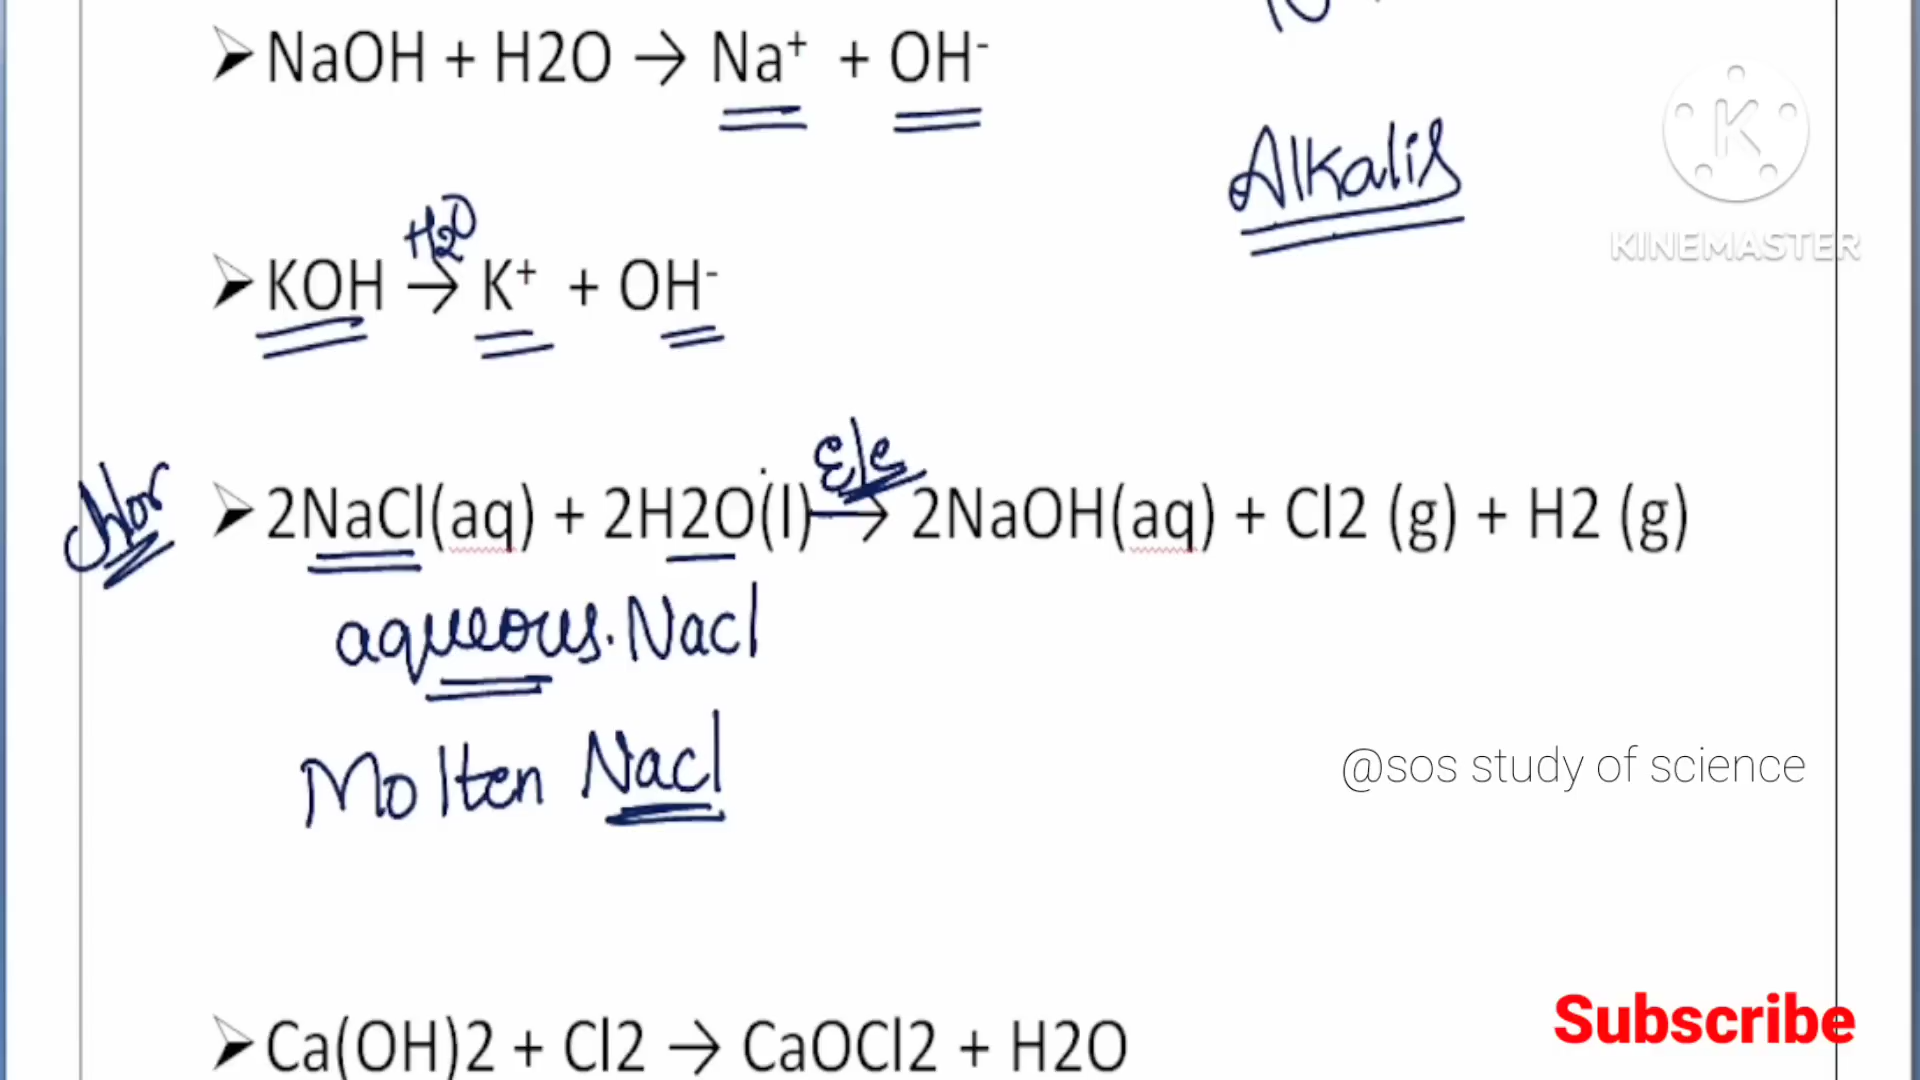 NaOH + H2O → Na⁺ + OH⁻
Alkalis
K
KINEMASTER
H2O
KOH → K⁺ + OH⁻
Ele
Chlor
2NaCl(aq) + 2H2O(l) → 2NaOH(aq) + Cl2 (g) + H2 (g)
aqueous. Nacl
Molten Nacl
@sos study of science
Subscribe
Ca(OH)2 + Cl2 → CaOCl2 + H2O